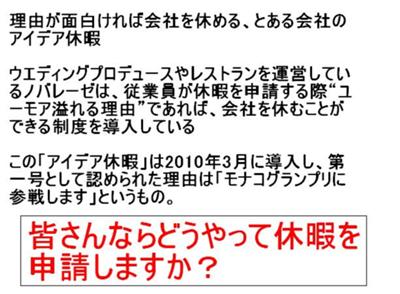 理由が面白ければ会社を休める、とある会社の
アイデア休暇
ウエディングプロデュースやレストランを運営してい
るノバレーゼは、従業員が休暇を申請する際“ユ
ーモア溢れる理由”であれば、会社を休むことが
できる制度を導入している
この「アイデア休暇」は2010年3月に導入し、第
一号として認められた理由は「モナコグランプリに
参戦します」というもの。
皆さんならどうやって休暇を
申請しますか？